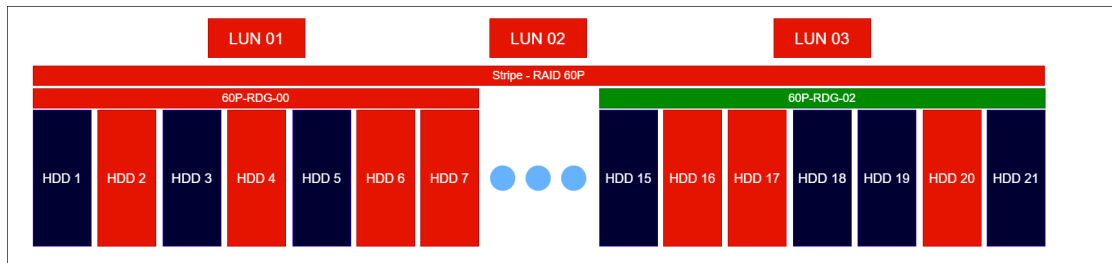 LUN 01
LUN 02
LUN 03
Stripe - RAID 60P
60P-RDG-00
60P-RDG-02
HDD 1
HDD 2
HDD 3
HDD 4
HDD 5
HDD 6
HDD 7
HDD 15
HDD 16
HDD 17
HDD 18
HDD 19
HDD 20
HDD 21